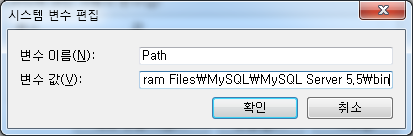 시스템 변수 편집
변수 이름(N): Path
변수 값(V): ram Files₩MySQL₩MySQL Server 5.5₩bin
확인 취소